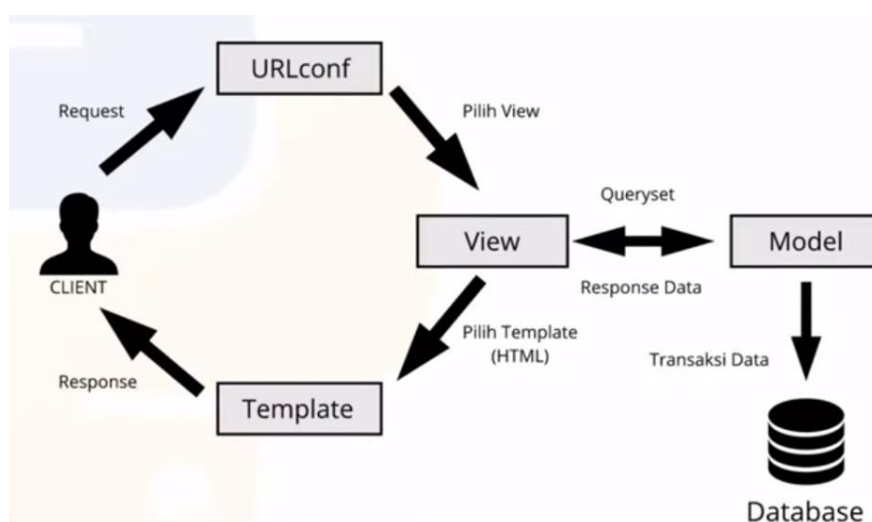 URLconf
Request
Pilih View
Queryset
View
Model
CLIENT
Response Data
Pilih Template
(HTML)
Transaksi Data
Response
Template
Database